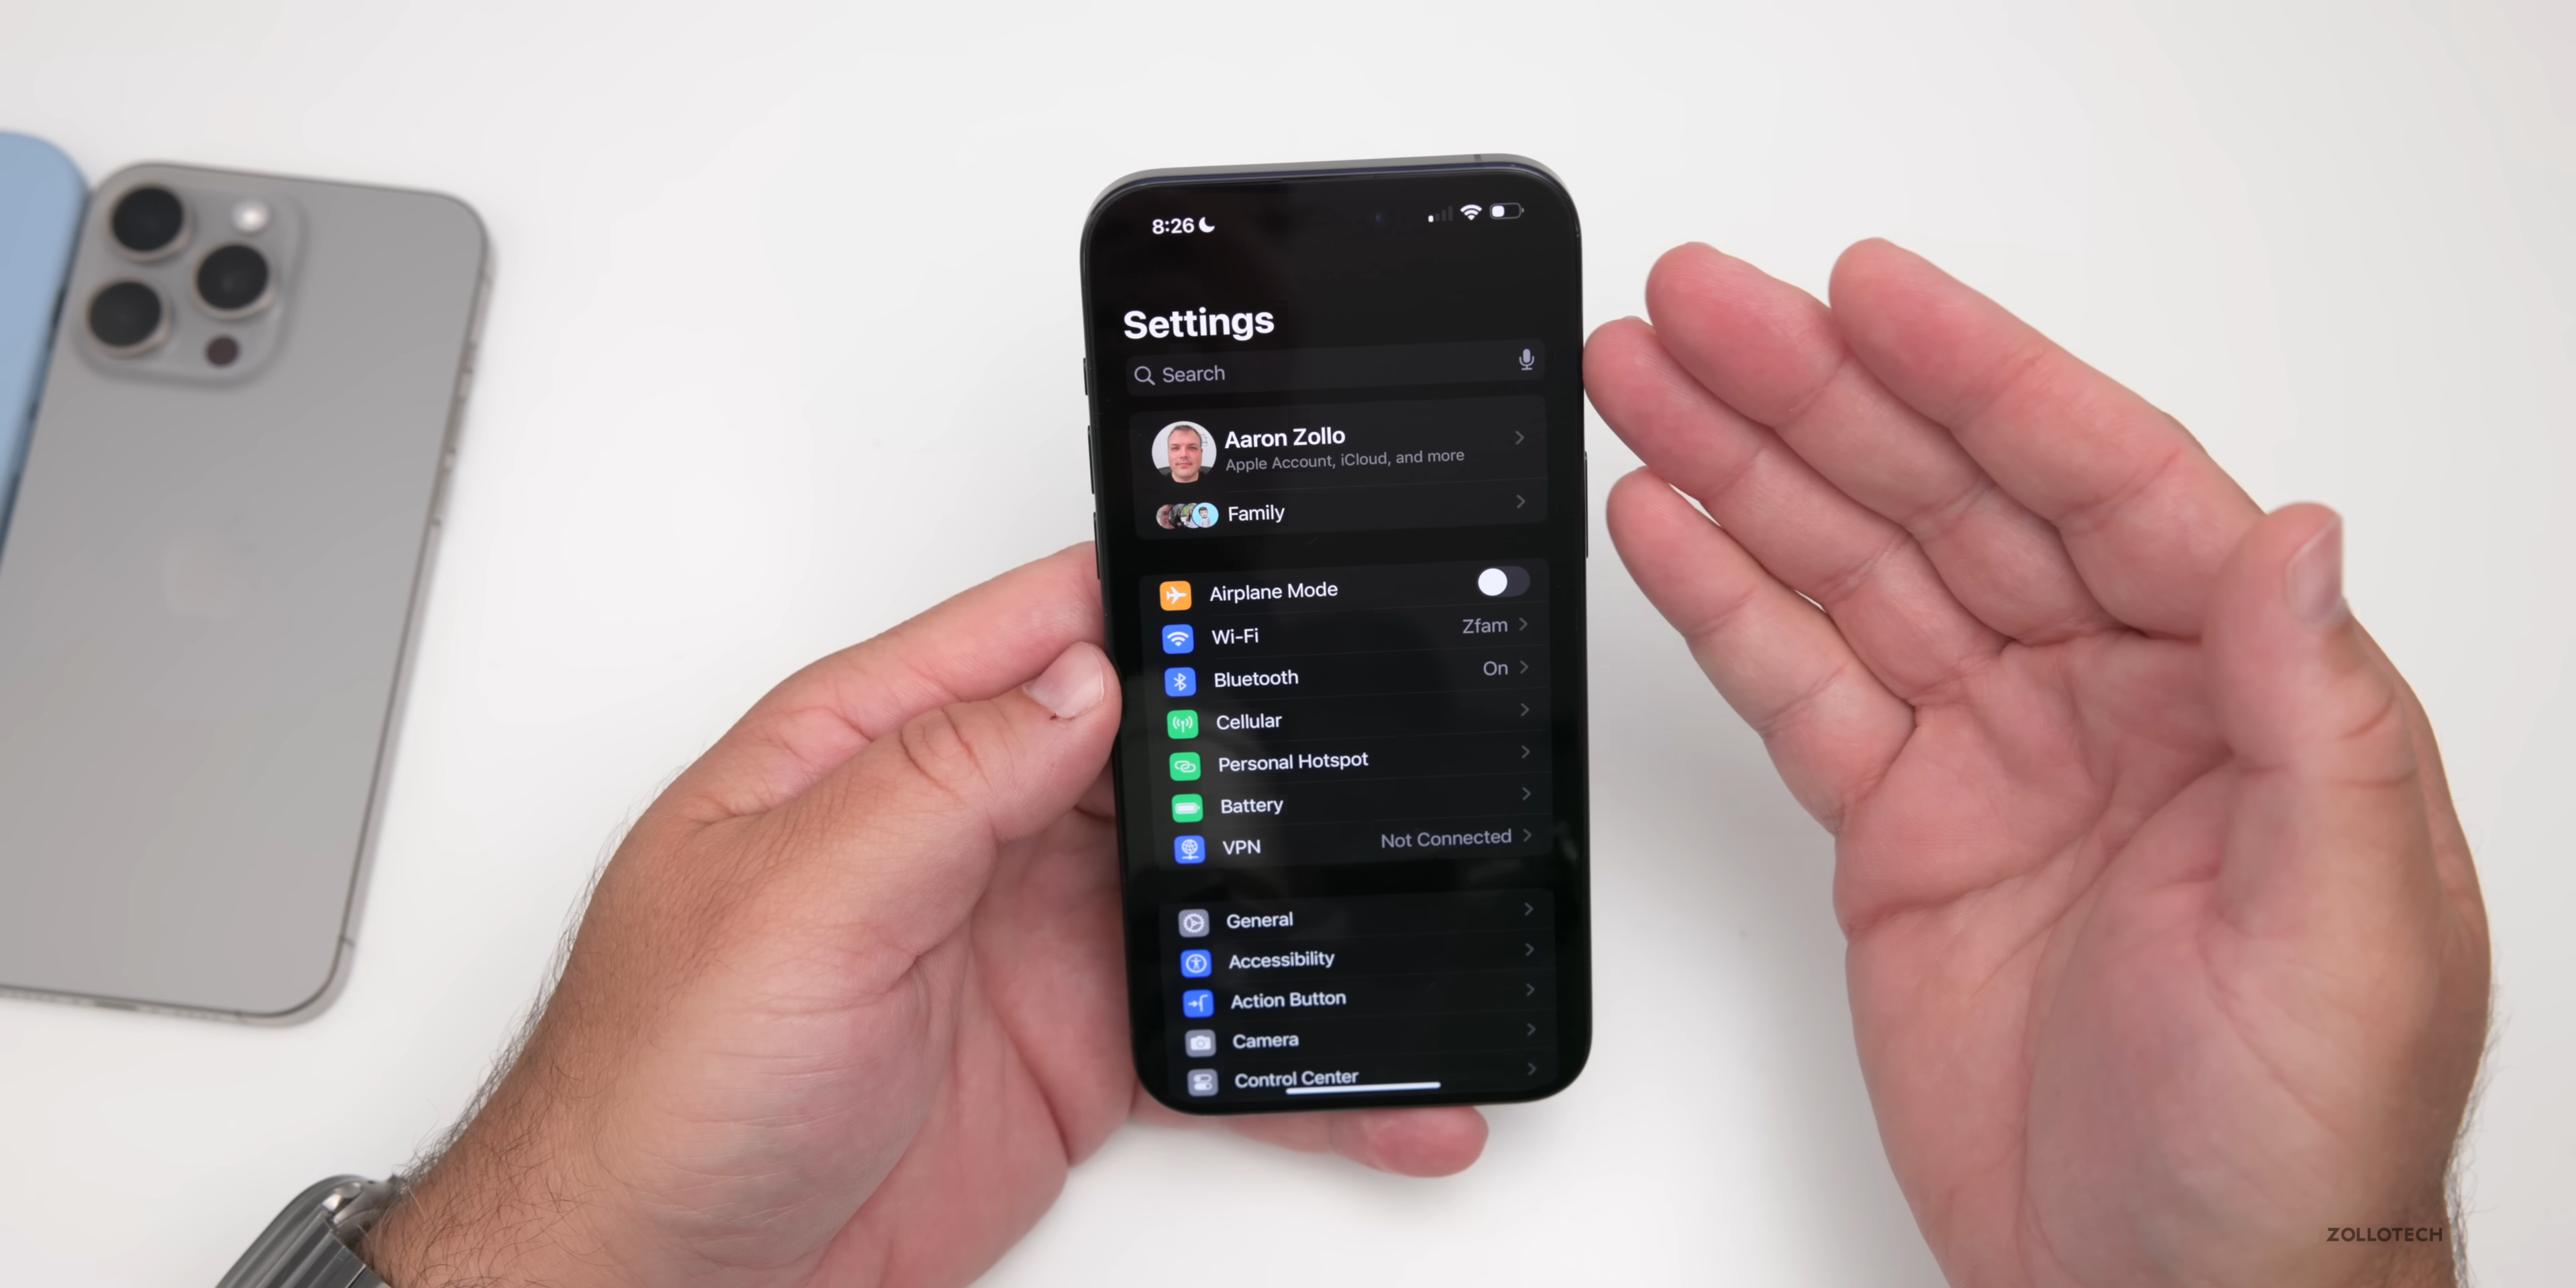 8:26
Settings
Search
Aaron Zollo
Apple Account, iCloud, and more
Family
Airplane Mode
Wi-Fi Zfam
Bluetooth On
Cellular
Personal Hotspot
Battery
VPN Not Connected
General
Accessibility
Action Button
Camera
Control Center
ZOLLOTECH